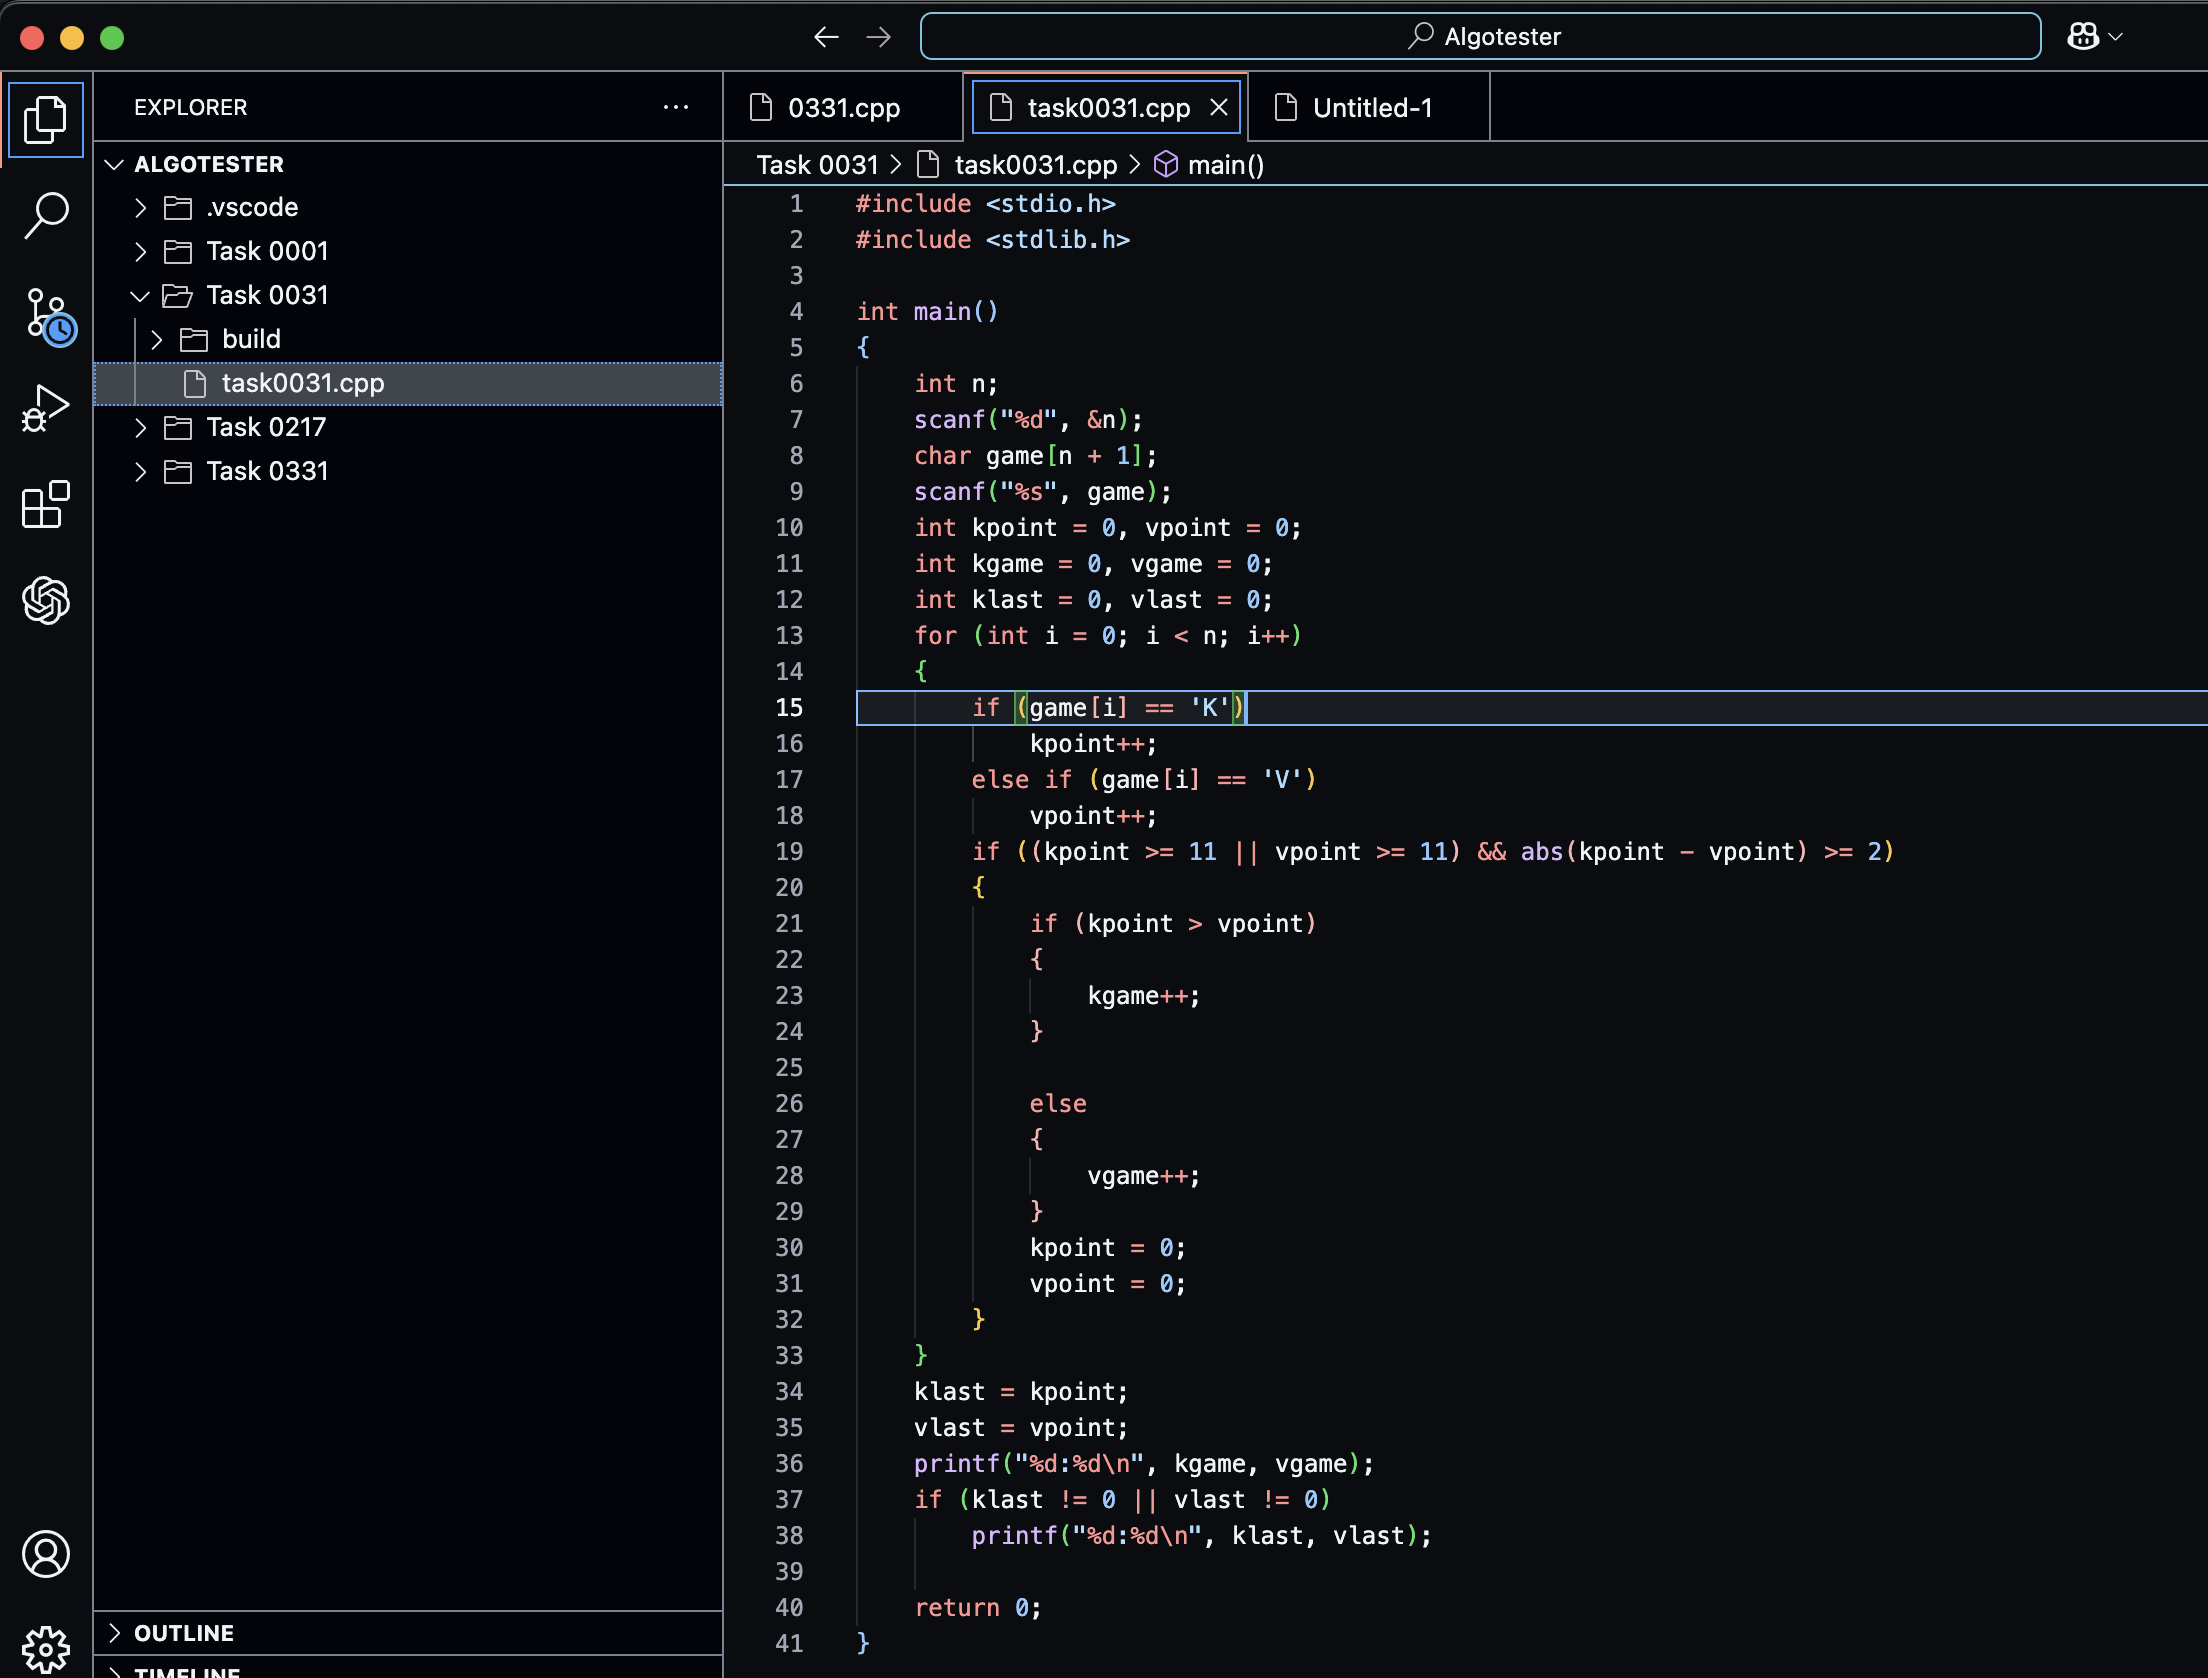 Algotester
EXPLORER
ALGOTESTER
.vscode
Task 0001
Task 0031
build
task0031.cpp
Task 0217
Task 0331
OUTLINE
TIMELINE
0331.cpp
task0031.cpp
Untitled-1
Task 0031 > task0031.cpp > main()
1 #include <stdio.h>
2 #include <stdlib.h>
3
4 int main()
5 {
6     int n;
7     scanf("%d", &n);
8     char game[n + 1];
9     scanf("%s", game);
10     int kpoint = 0, vpoint = 0;
11     int kgame = 0, vgame = 0;
12     int klast = 0, vlast = 0;
13     for (int i = 0; i < n; i++)
14     {
15         if (game[i] == 'K')
16             kpoint++;
17         else if (game[i] == 'V')
18             vpoint++;
19         if ((kpoint >= 11 || vpoint >= 11) && abs(kpoint - vpoint) >= 2)
20         {
21             if (kpoint > vpoint)
22             {
23                 kgame++;
24             }
25
26             else
27             {
28                 vgame++;
29             }
30             kpoint = 0;
31             vpoint = 0;
32         }
33     }
34     klast = kpoint;
35     vlast = vpoint;
36     printf("%d:%d\n", kgame, vgame);
37     if (klast != 0 || vlast != 0)
38         printf("%d:%d\n", klast, vlast);
39
40     return 0;
41 }